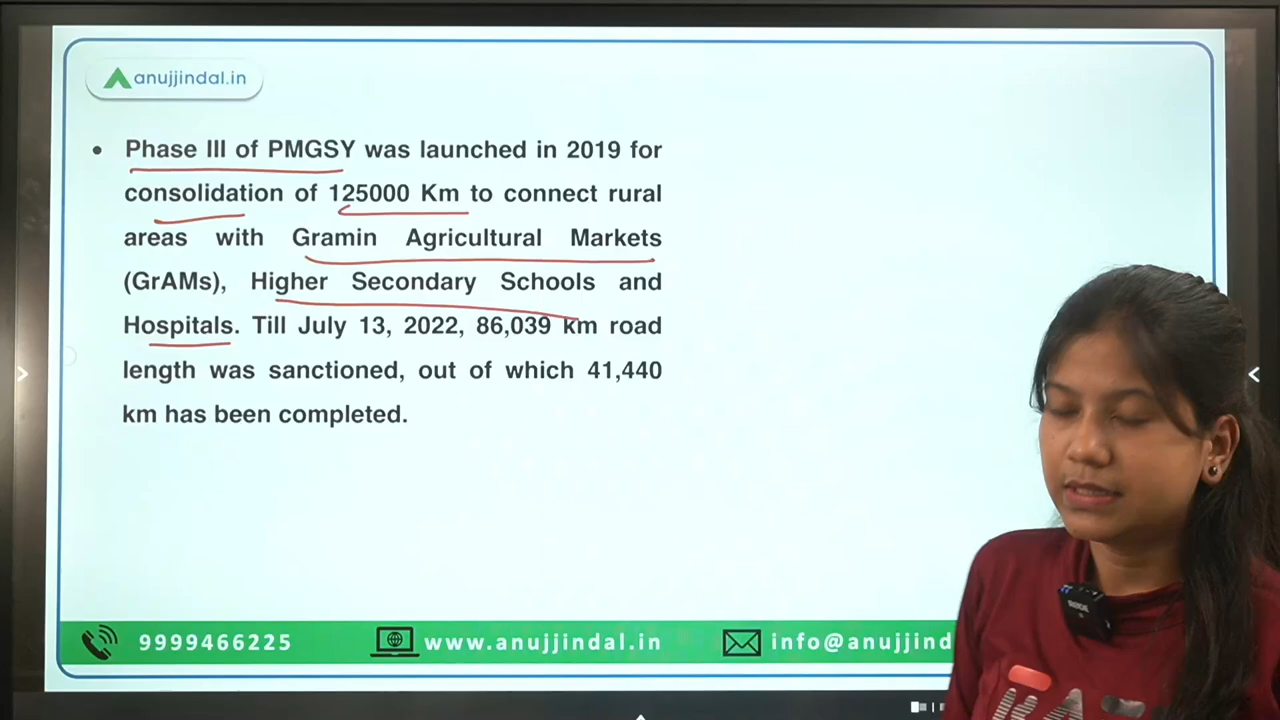 anujjindal.in
• Phase III of PMGSY was launched in 2019 for
consolidation of 125000 Km to connect rural
areas with Gramin Agricultural Markets
(GrAMs), Higher Secondary Schools and
Hospitals. Till July 13, 2022, 86,039 km road
length was sanctioned, out of which 41,440
km has been completed.
9999466225 www.anujjindal.in info@anujjind
RODE